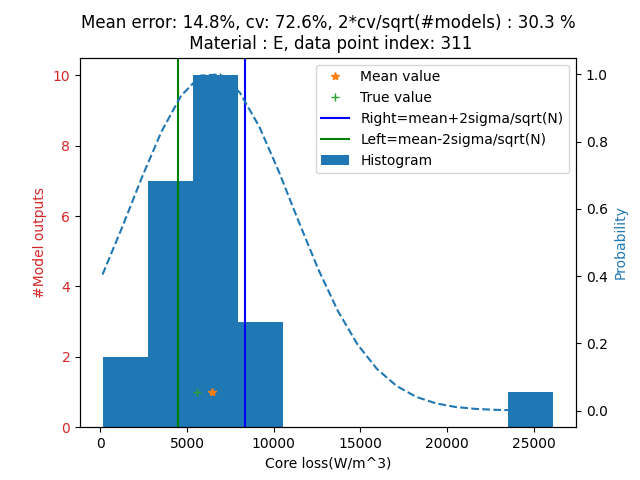 Mean error: 14.8%, cv: 72.6%, 2*cv/sqrt(#models) : 30.3 %
Material : E, data point index: 311
Mean value
True value
Right=mean+2sigma/sqrt(N)
Left=mean-2sigma/sqrt(N)
Histogram
#Model outputs
10
8
6
4
2
0
Probability
1.0
0.8
0.6
0.4
0.2
0.0
0 5000 10000 15000 20000 25000
Core loss(W/m^3)